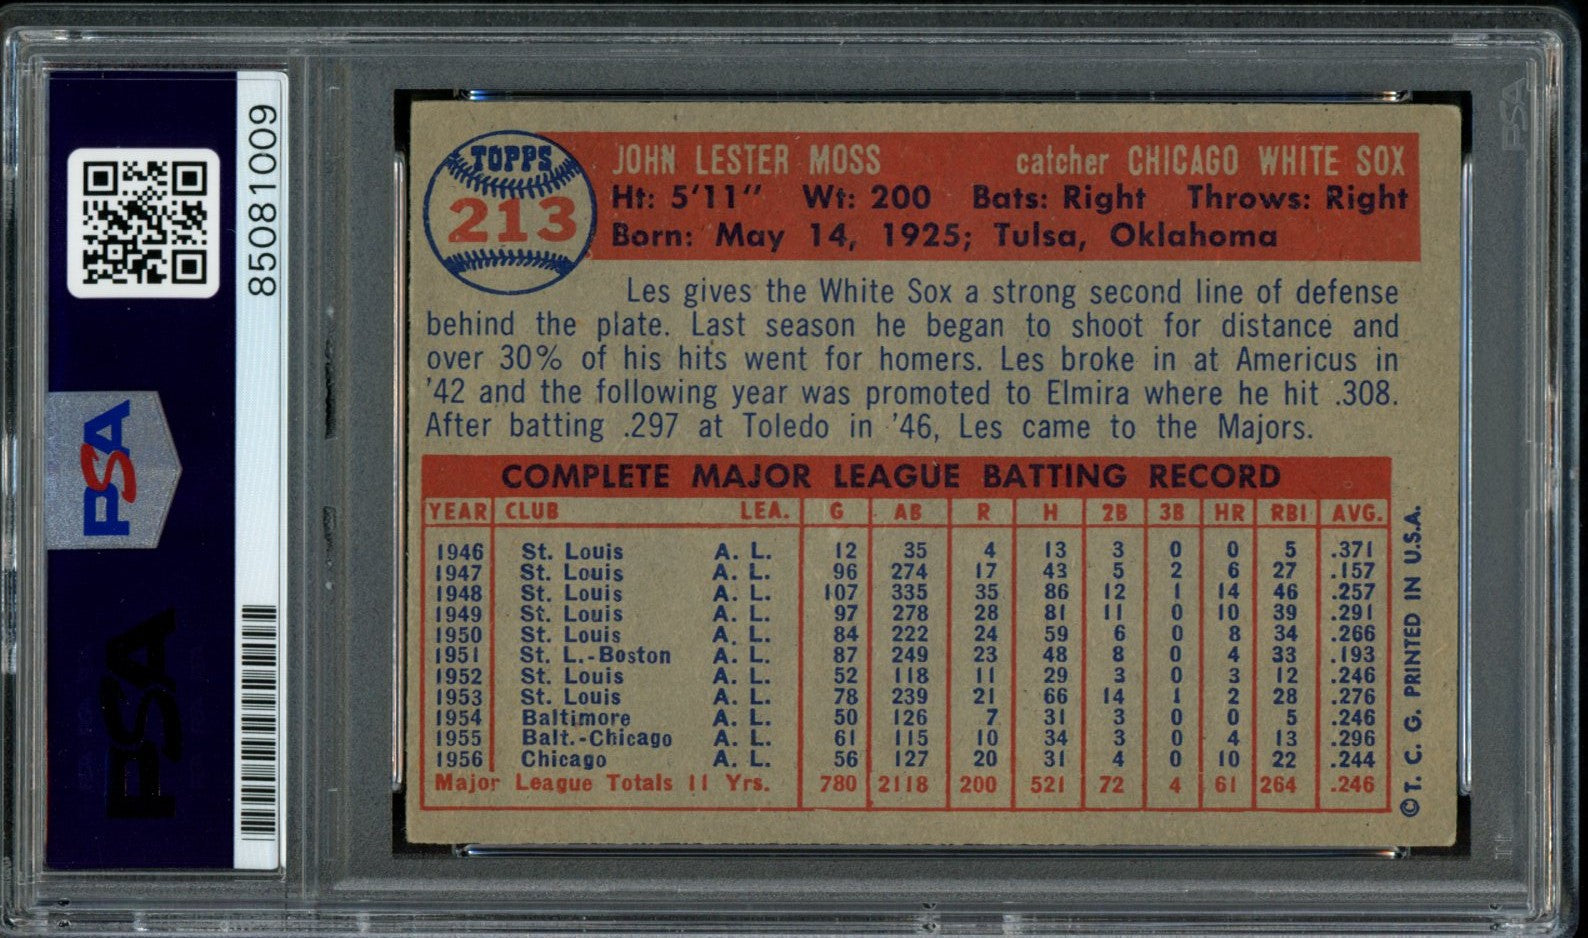 PSA
PSA
85081009
PSA
TOPPS
213
JOHN LESTER MOSS catcher CHICAGO WHITE SOX
Ht: 5'11" Wt: 200 Bats: Right Throws: Right
Born: May 14, 1925; Tulsa, Oklahoma
Les gives the White Sox a strong second line of defense
behind the plate. Last season he began to shoot for distance and
over 30% of his hits went for homers. Les broke in at Americus in
'42 and the following year was promoted to Elmira where he hit .308.
After batting .297 at Toledo in '46, Les came to the Majors.
COMPLETE MAJOR LEAGUE BATTING RECORD
YEAR CLUB LEA. G AB R H 2B 3B HR RBI AVG.
1946 St. Louis A. L. 12 35 4 13 3 0 0 5 .371
1947 St. Louis A. L. 96 274 17 43 5 2 6 27 .157
1948 St. Louis A. L. 107 335 35 86 12 1 14 46 .257
1949 St. Louis A. L. 97 278 28 81 11 0 10 39 .291
1950 St. Louis A. L. 84 222 24 59 6 0 8 34 .266
1951 St. L.-Boston A. L. 87 249 23 48 8 0 4 33 .193
1952 St. Louis A. L. 52 118 11 29 3 0 3 12 .246
1953 St. Louis A. L. 78 239 21 66 14 1 2 28 .276
1954 Baltimore A. L. 50 126 7 31 3 0 0 5 .246
1955 Balt.-Chicago A. L. 61 115 10 34 3 0 4 13 .296
1956 Chicago A. L. 56 127 20 31 4 0 10 22 .244
Major League Totals 11 Yrs. 780 2118 200 521 72 4 61 264 .246
©T. C. G. PRINTED IN U.S.A.